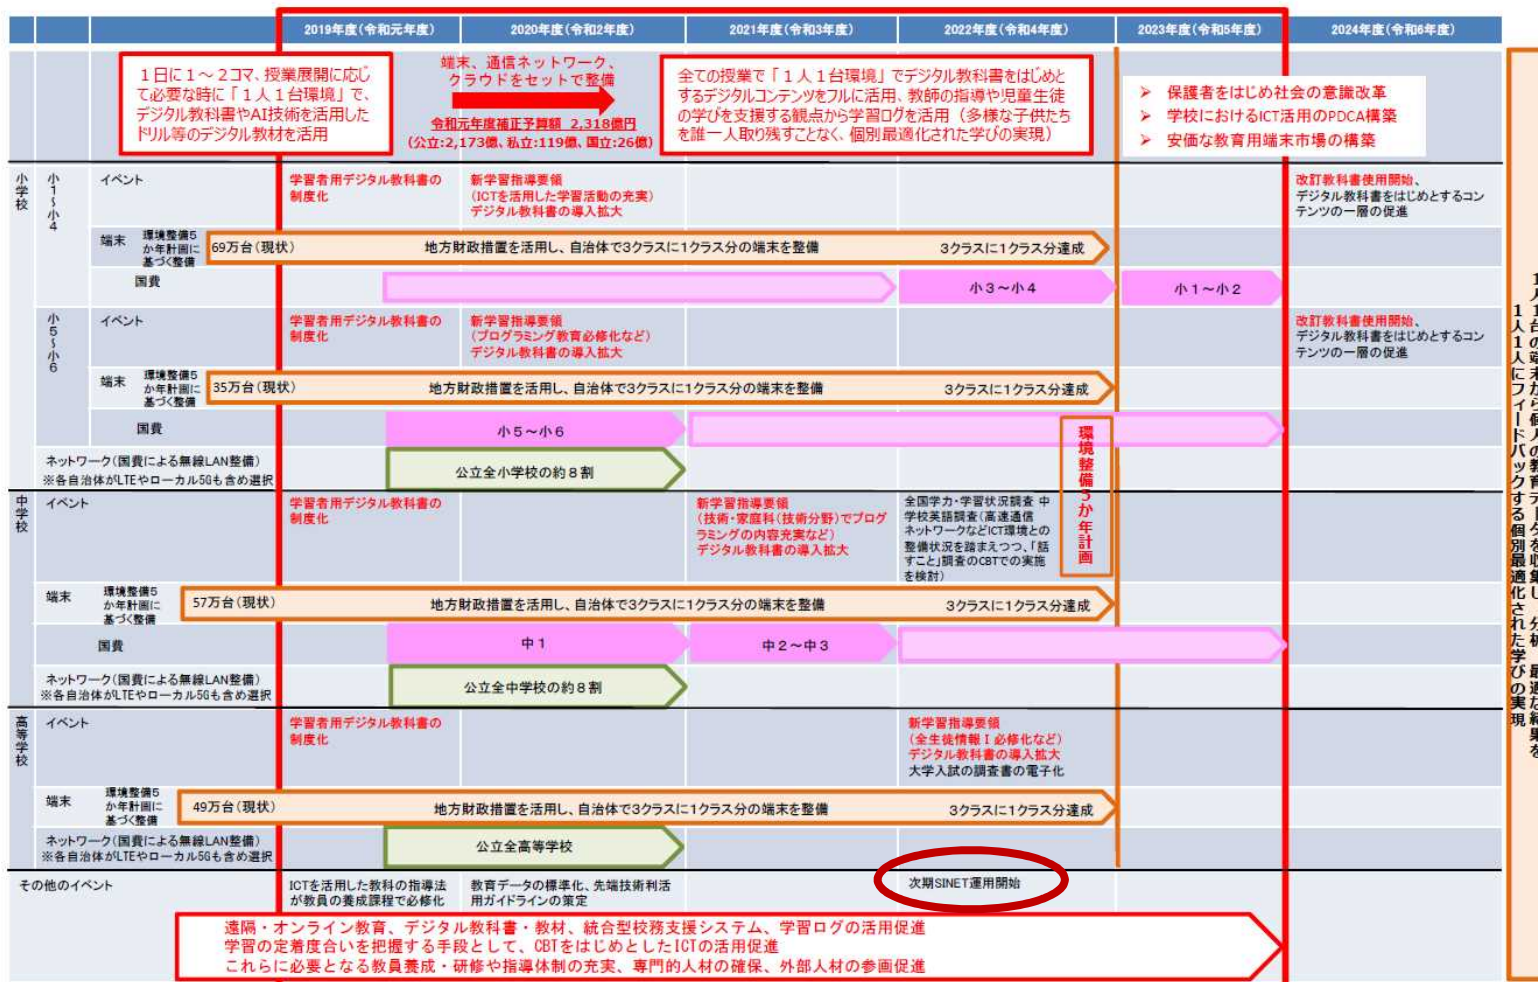 2019年度(令和元年度)
2020年度(令和2年度)
2021年度(令和3年度)
2022年度(令和4年度)
2023年度(令和5年度)
2024年度(令和6年度)
1日に1～2コマ、授業展開に応じ
て必要な時に「1人1台環境」で、
デジタル教科書やAI技術を活用した
ドリル等のデジタル教材を活用
端末、通信ネットワーク、
クラウドをセットで整備
令和元年度補正予算額 2,318億円
(公立:2,173億、私立:119億、国立:26億)
全ての授業で「1人1台環境」でデジタル教科書をはじめと
するデジタルコンテンツをフルに活用、教師の指導や児童生徒
の学びを支援する観点から学習ログを活用（多様な子供たち
を誰一人取り残すことなく、個別最適化された学びの実現）
➢ 保護者をはじめ社会の意識改革
➢ 学校におけるICT活用のPDCA構築
➢ 安価な教育用端末市場の構築
小学校
小1～小4
イベント
学習者用デジタル教科書の
制度化
新学習指導要領
(ICTを活用した学習活動の充実)
デジタル教科書の導入拡大
改訂教科書使用開始、
デジタル教科書をはじめとするコン
テンツの一層の促進
端末
環境整備5
か年計画に
基づく整備
69万台(現状)
地方財政措置を活用し、自治体で3クラスに1クラス分の端末を整備
3クラスに1クラス分達成
国費
小3～小4
小1～小2
小5～小6
イベント
学習者用デジタル教科書の
制度化
新学習指導要領
(プログラミング教育必修化など)
デジタル教科書の導入拡大
改訂教科書使用開始、
デジタル教科書をはじめとするコン
テンツの一層の促進
端末
環境整備5
か年計画に
基づく整備
35万台(現状)
地方財政措置を活用し、自治体で3クラスに1クラス分の端末を整備
3クラスに1クラス分達成
国費
小5～小6
環境整備5か年計画
ネットワーク(国費による無線LAN整備)
※各自治体がLTEやローカル5Gも含め選択
公立全小学校の約8割
中学校
イベント
学習者用デジタル教科書の
制度化
新学習指導要領
(技術・家庭科(技術分野)でプログ
ラミングの内容充実など)
デジタル教科書の導入拡大
全国学力・学習状況調査 中
学校英語調査(高速通信
ネットワークなどICT環境との
整備状況を踏まえつつ、「話
すこと」調査のCBTでの実施
を検討)
端末
環境整備5
か年計画に
基づく整備
57万台(現状)
地方財政措置を活用し、自治体で3クラスに1クラス分の端末を整備
3クラスに1クラス分達成
国費
中1
中2～中3
ネットワーク(国費による無線LAN整備)
※各自治体がLTEやローカル5Gも含め選択
公立全中学校の約8割
高等学校
イベント
学習者用デジタル教科書の
制度化
新学習指導要領
(全生徒情報Ⅰ必修化など)
デジタル教科書の導入拡大
大学入試の調査書の電子化
端末
環境整備5
か年計画に
基づく整備
49万台(現状)
地方財政措置を活用し、自治体で3クラスに1クラス分の端末を整備
3クラスに1クラス分達成
ネットワーク(国費による無線LAN整備)
※各自治体がLTEやローカル5Gも含め選択
公立全高等学校
その他のイベント
ICTを活用した教科の指導法
が教員の養成課程で必修化
教育データの標準化、先端技術利活
用ガイドラインの策定
次期SINET運用開始
遠隔・オンライン教育、デジタル教科書・教材、統合型校務支援システム、学習ログの活用促進
学習の定着度合いを把握する手段として、CBTをはじめとしたICTの活用促進
これらに必要となる教員養成・研修や指導体制の充実、専門的人材の確保、外部人材の参画促進
1人1台の端末から個人の教育データを収集し、分析、最適な結果を
1人1人にフィードバックする個別最適化された学びの実現